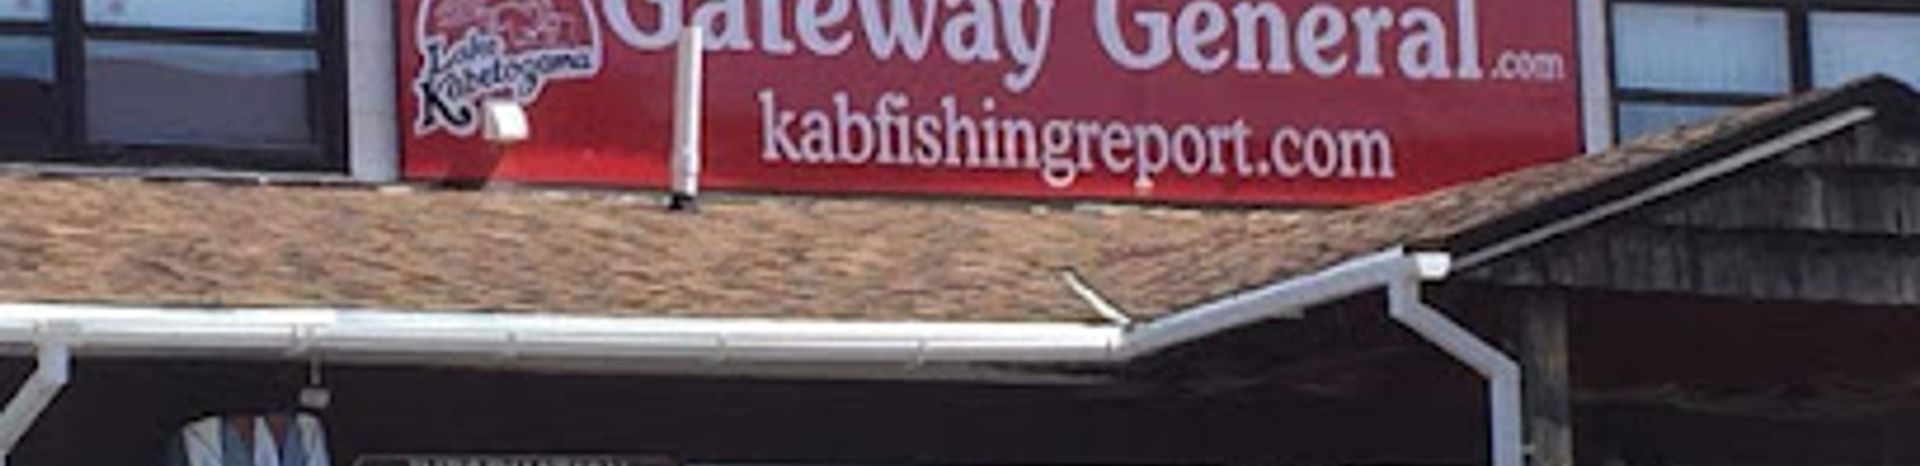 Lake
Kabetogama
Gateway General.com
kabfishingreport.com